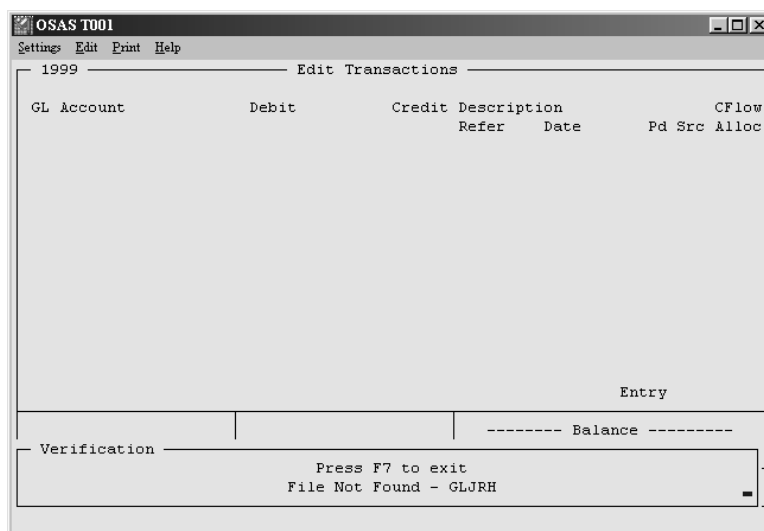 OSAS T001
Settings Edit Print Help
1999 Edit Transactions
GL Account Debit Credit Description CFlow
Refer Date Pd Src Alloc
Entry
-------- Balance ---------
Verification
Press F7 to exit
File Not Found - GLJRH